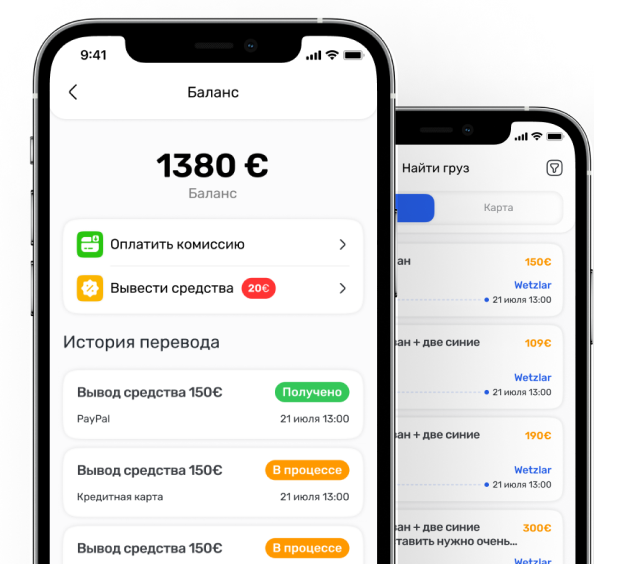 9:41
Баланс
1380 €
Баланс
Оплатить комиссию
Вывести средства 20€
История перевода
Вывод средства 150€ Получено
PayPal 21 июля 13:00
Вывод средства 150€ В процессе
Кредитная карта 21 июля 13:00
Вывод средства 150€ В процессе
Найти груз
Карта
ан 150€
Wetzlar
21 июля 13:00
ван + две синие 109€
Wetzlar
21 июля 13:00
ван + две синие 190€
Wetzlar
21 июля 13:00
ван + две синие 300€
тавить нужно очень...
Wetzlar